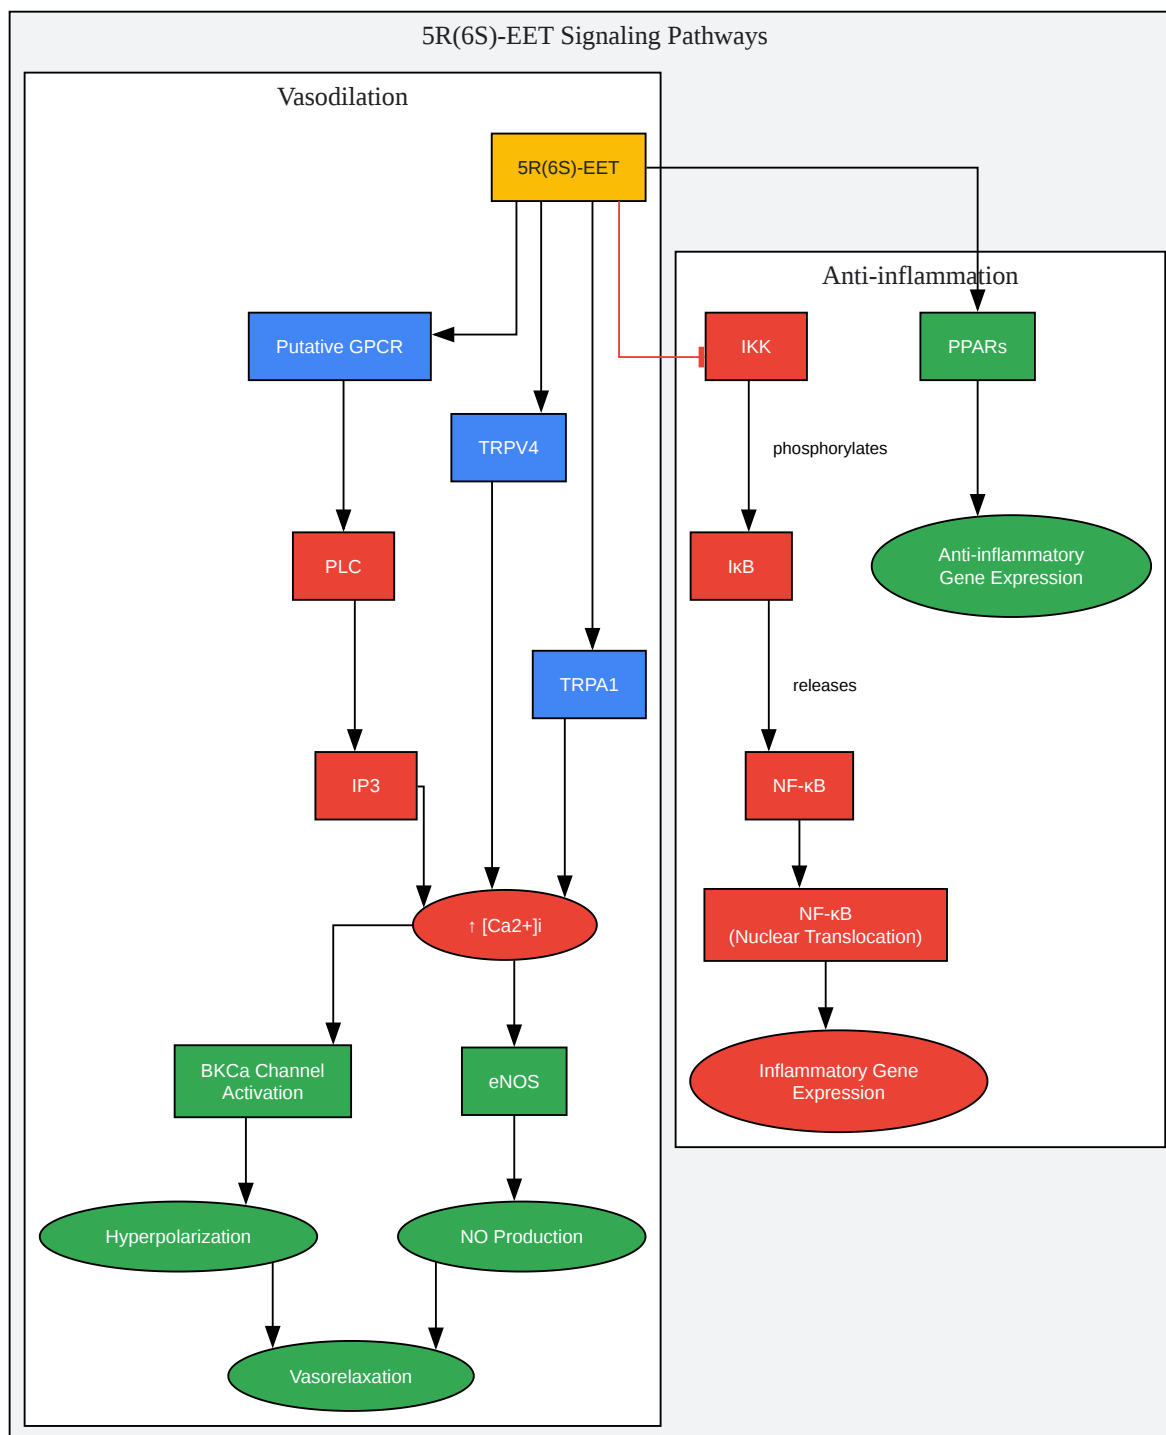 5R(6S)-EET Signaling Pathways
Vasodilation
5R(6S)-EET
Anti-inflammation
Putative GPCR
IKK
PPARs
TRPV4
phosphorylates
PLC
IκB
Anti-inflammatory
Gene Expression
TRPA1
releases
IP3
NF-κB
NF-κB
(Nuclear Translocation)
↑ [Ca2+]i
BKCa Channel
Activation
eNOS
Inflammatory Gene
Expression
Hyperpolarization
NO Production
Vasorelaxation